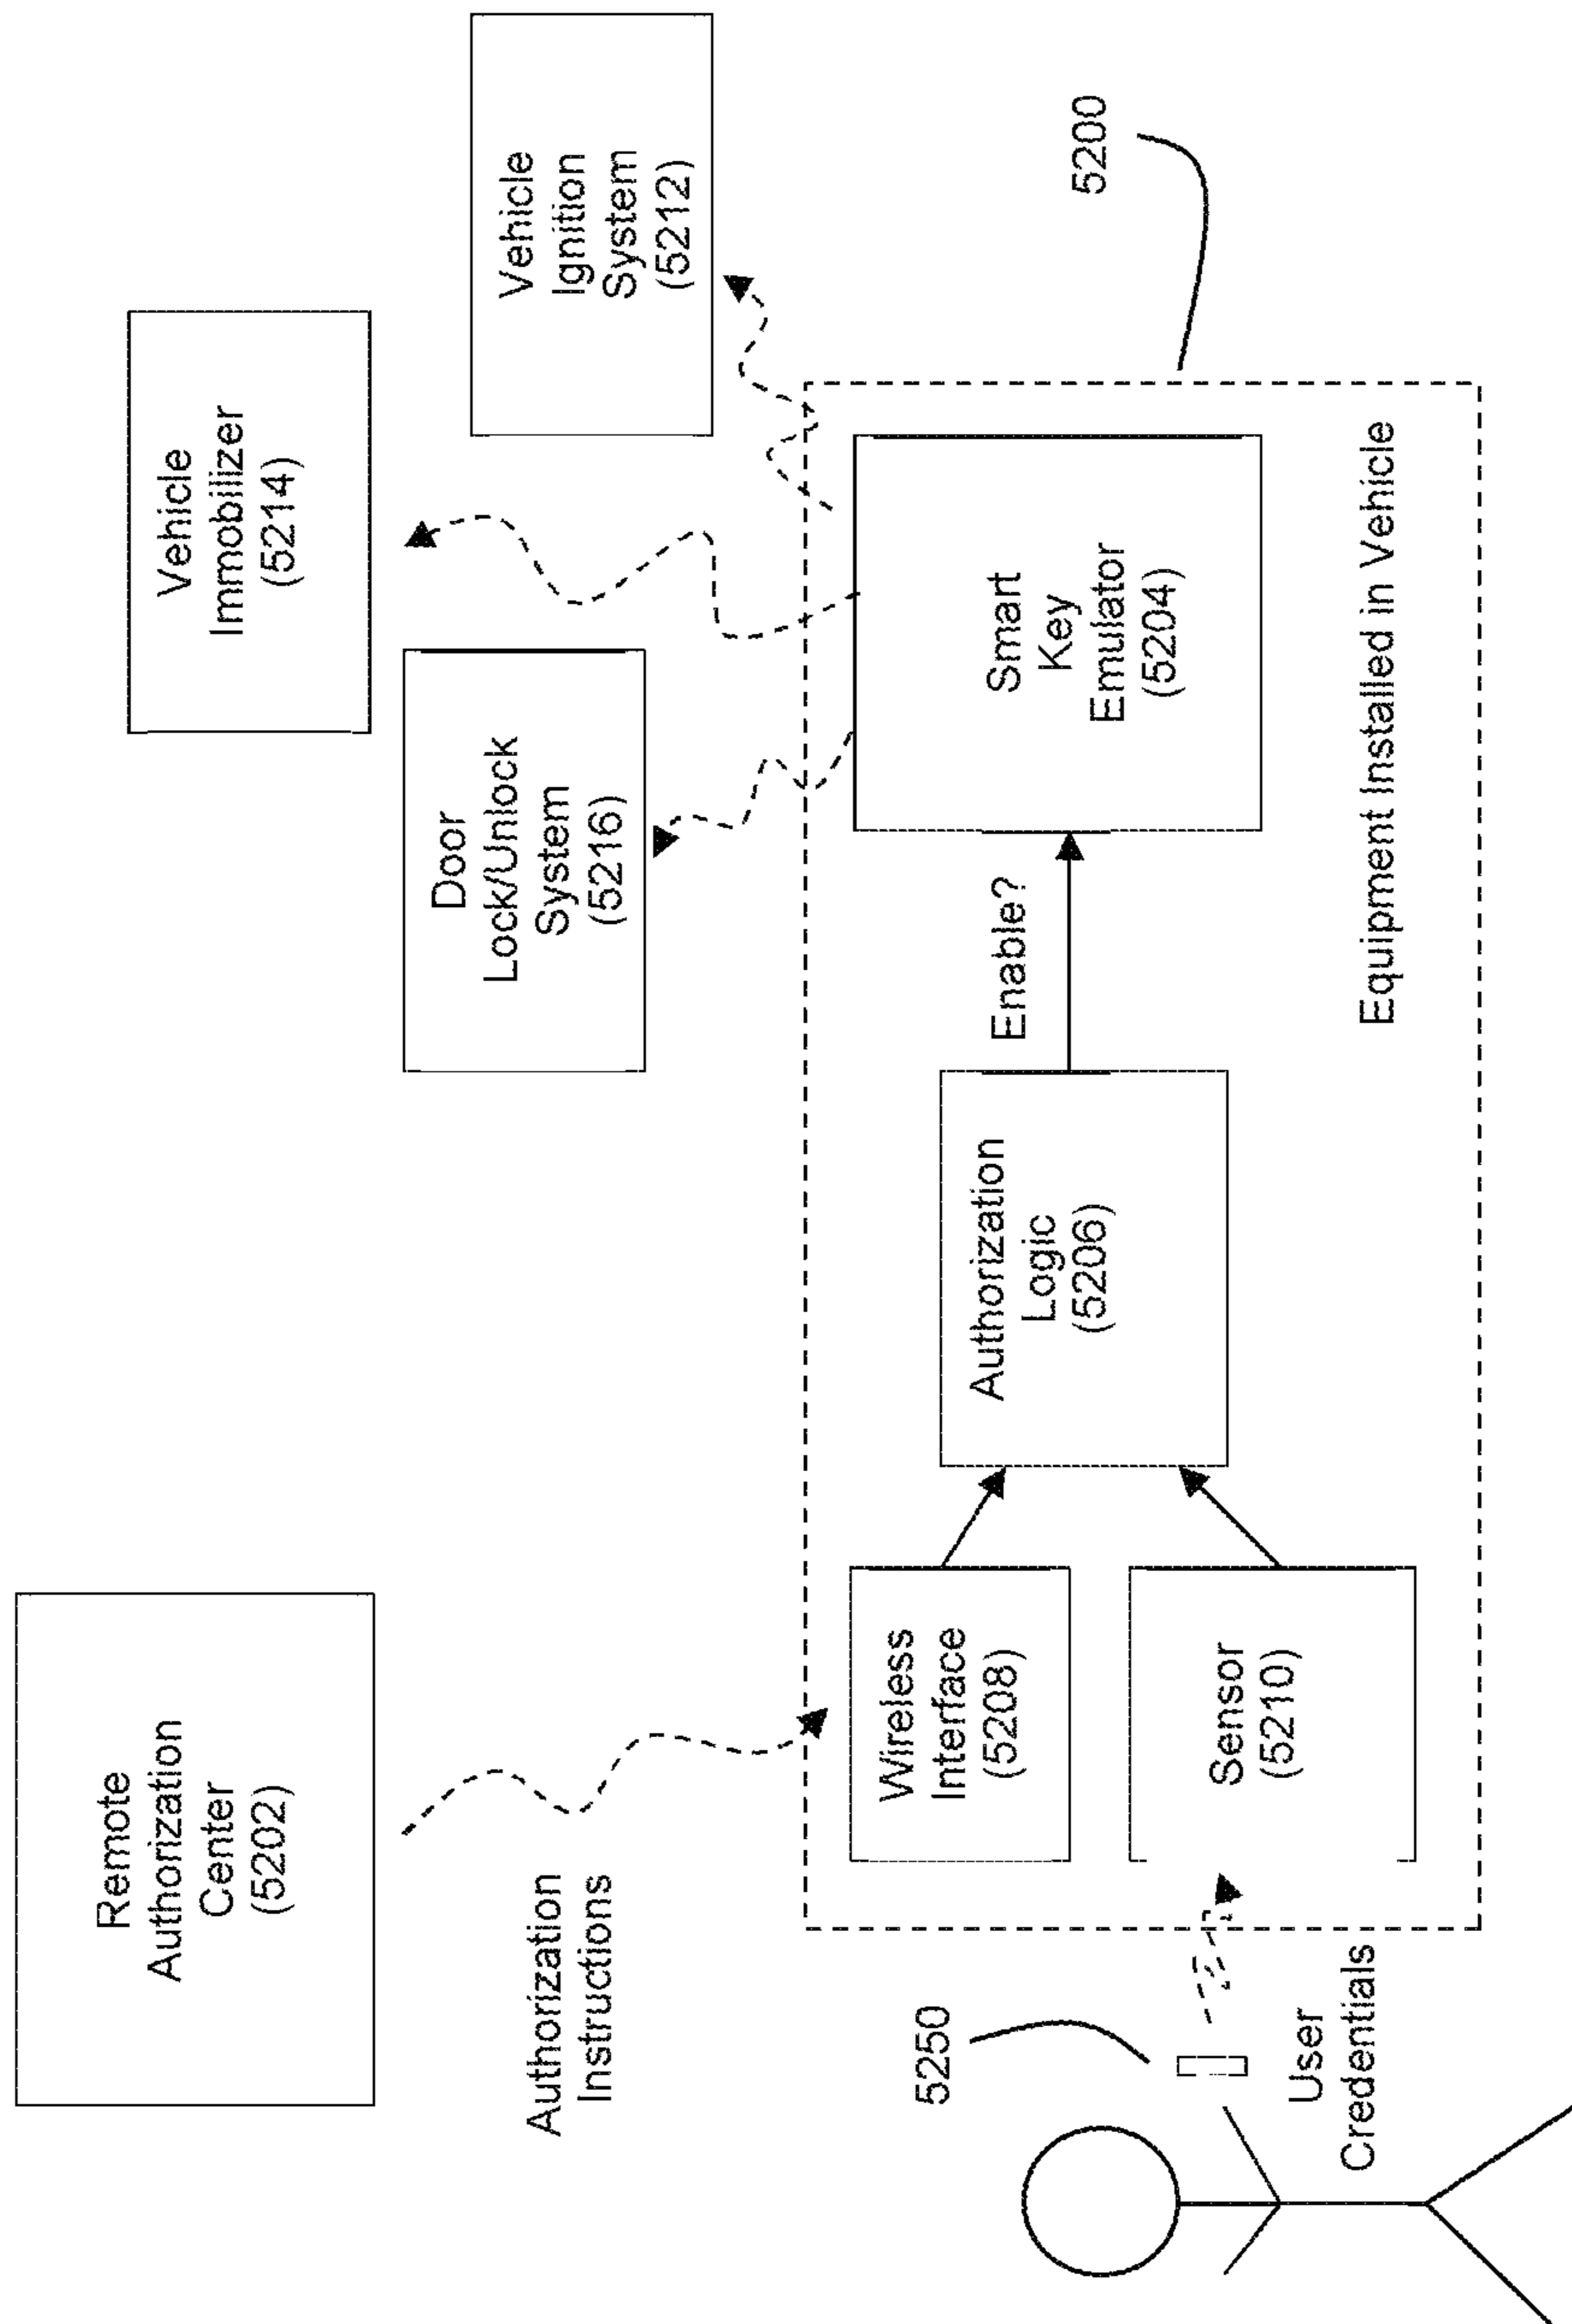 Remote
Authorization
Center
(5202)
Authorization
Instructions
Vehicle
Immobilizer
(5214)
Door
Lock/Unlock
System
(5216)
Vehicle
Ignition
System
(5212)
5250
User
Credentials
Wireless
Interface
(5208)
Sensor
(5210)
Authorization
Logic
(5206)
Enable?
Smart
Key
Emulator
(5204)
Equipment Installed in Vehicle
5200